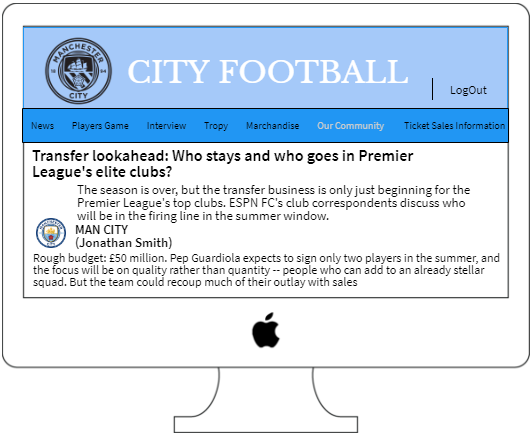 MANCHESTER
18 94
CITY
CITY FOOTBALL
LogOut
News Players Game Interview Tropy Marchandise Our Community Ticket Sales Information
Transfer lookahead: Who stays and who goes in Premier
League's elite clubs?
The season is over, but the transfer business is only just beginning for the
Premier League's top clubs. ESPN FC's club correspondents discuss who
will be in the firing line in the summer window.
MAN CITY
(Jonathan Smith)
Rough budget: £50 million. Pep Guardiola expects to sign only two players in the summer, and
the focus will be on quality rather than quantity -- people who can add to an already stellar
squad. But the team could recoup much of their outlay with sales